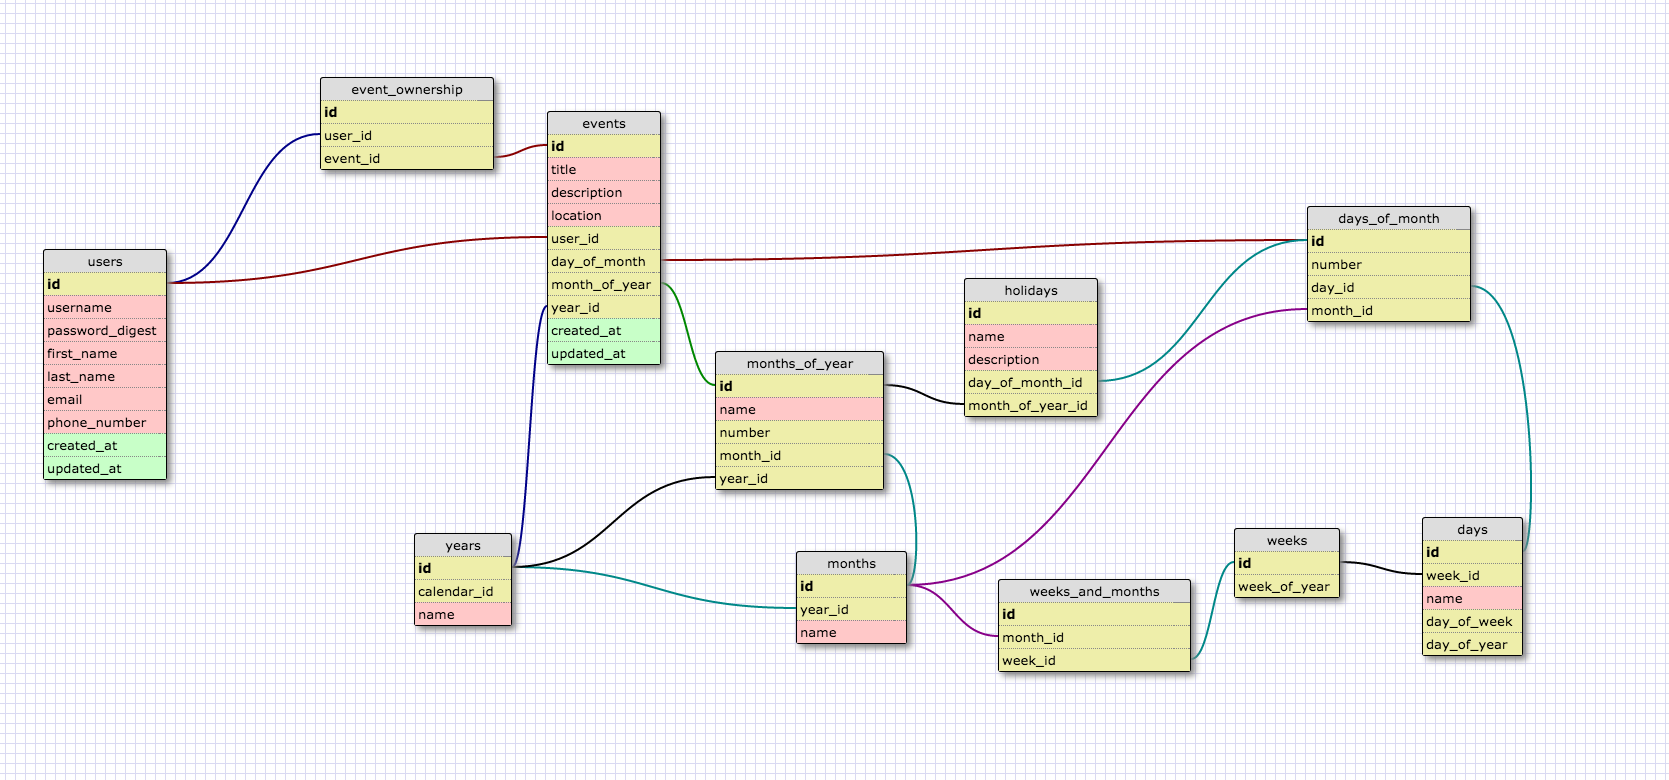 event_ownership
id
user_id
event_id
events
id
title
description
location
user_id
day_of_month
month_of_year
year_id
created_at
updated_at
users
id
username
password_digest
first_name
last_name
email
phone_number
created_at
updated_at
days_of_month
id
number
day_id
month_id
holidays
id
name
description
day_of_month_id
month_of_year_id
months_of_year
id
name
number
month_id
year_id
years
id
calendar_id
name
months
id
year_id
name
weeks_and_months
id
month_id
week_id
weeks
id
week_of_year
days
id
week_id
name
day_of_week
day_of_year